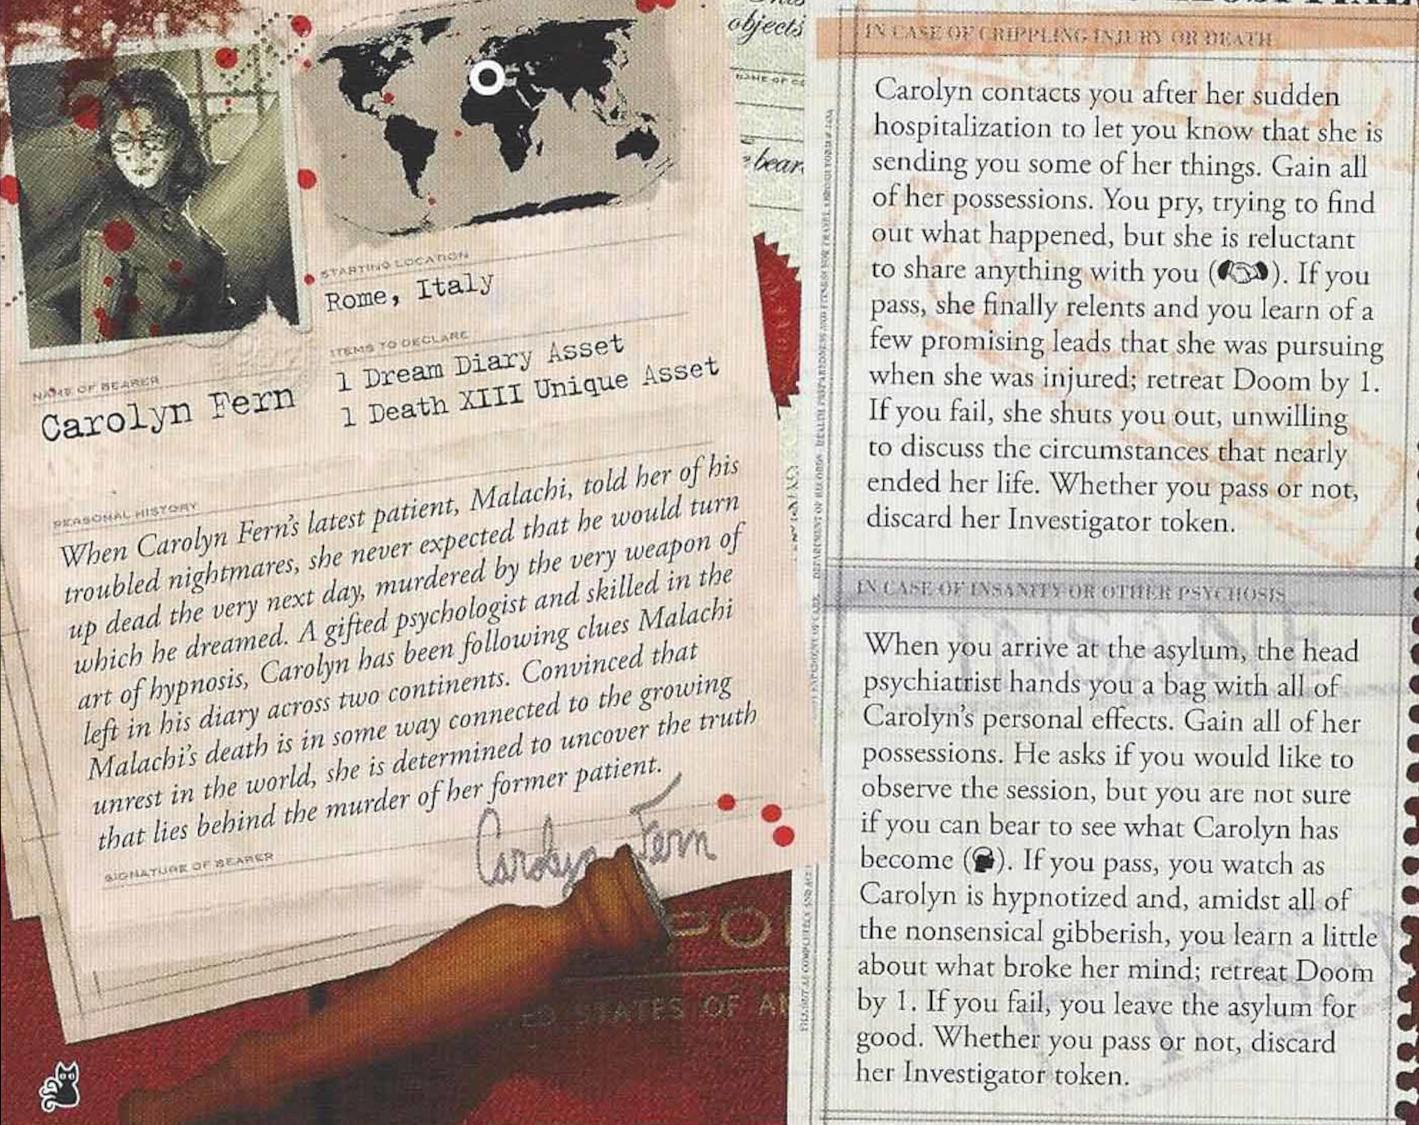 objects
bear
STARTING LOCATION
Rome, Italy
ITEMS TO DECLARE
1 Dream Diary Asset
1 Death XIII Unique Asset
NAME OF BEARER
Carolyn Fern
PERSONAL HISTORY
When Carolyn Fern's latest patient, Malachi, told her of his
troubled nightmares, she never expected that he would turn
up dead the very next day, murdered by the very weapon of
which he dreamed. A gifted psychologist and skilled in the
art of hypnosis, Carolyn has been following clues Malachi
left in his diary across two continents. Convinced that
Malachi's death is in some way connected to the growing
unrest in the world, she is determined to uncover the truth
that lies behind the murder of her former patient.
SIGNATURE OF BEARER
Carolyn Fern
STATES OF
IN CASE OF CRIPPLING INJURY OR DEATH
Carolyn contacts you after her sudden
hospitalization to let you know that she is
sending you some of her things. Gain all
of her possessions. You pry, trying to find
out what happened, but she is reluctant
to share anything with you (). If you
pass, she finally relents and you learn of a
few promising leads that she was pursuing
when she was injured; retreat Doom by 1.
If you fail, she shuts you out, unwilling
to discuss the circumstances that nearly
ended her life. Whether you pass or not,
discard her Investigator token.
IN CASE OF INSANITY OR OTHER PSYCHOSIS
When you arrive at the asylum, the head
psychiatrist hands you a bag with all of
Carolyn's personal effects. Gain all of her
possessions. He asks if you would like to
observe the session, but you are not sure
if you can bear to see what Carolyn has
become (). If you pass, you watch as
Carolyn is hypnotized and, amidst all of
the nonsensical gibberish, you learn a little
about what broke her mind; retreat Doom
by 1. If you fail, you leave the asylum for
good. Whether you pass or not, discard
her Investigator token.